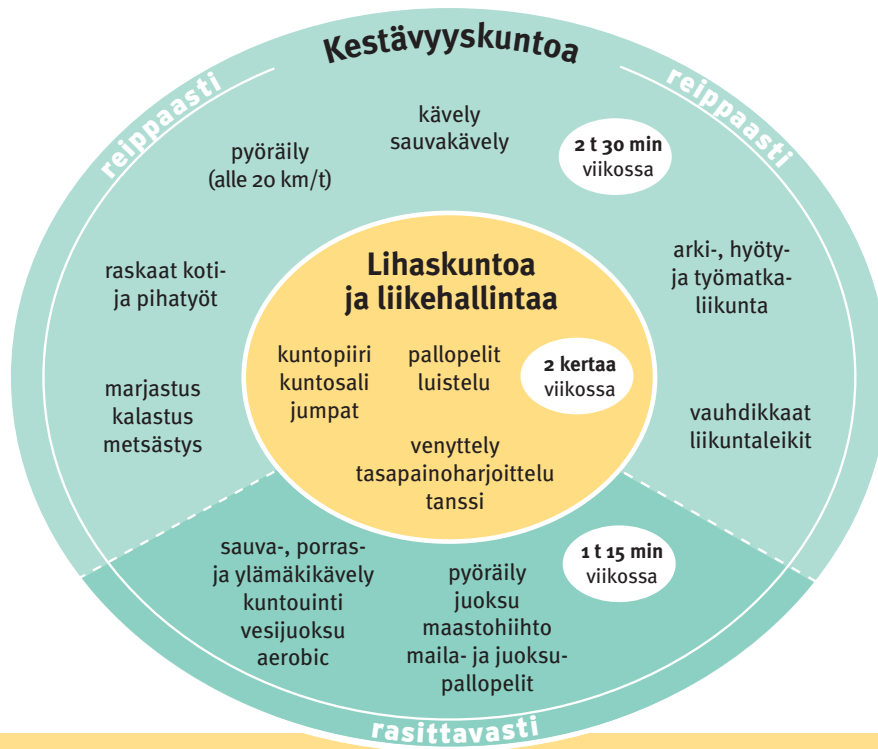 Kestävyyskuntoa
reippaasti
reippaasti
kävely
sauvakävely
2 t 30 min
viikossa
pyöräily
(alle 20 km/t)
arki-, hyöty-
ja työmatka-
liikunta
raskaat koti-
ja pihatyöt
marjastus
kalastus
metsästys
vauhdikkaat
liikuntaleikit
Lihaskuntoa
ja liikehallintaa
kuntopiiri
kuntosali
jumpat
pallopelit
luistelu
2 kertaa
viikossa
venyttely
tasapainoharjoittelu
tanssi
sauva-, porras-
ja ylämäkikävely
kuntouinti
vesijuoksu
aerobic
pyöräily
juoksu
maastohiihto
maila- ja juoksu-
pallopelit
1 t 15 min
viikossa
rasittavasti